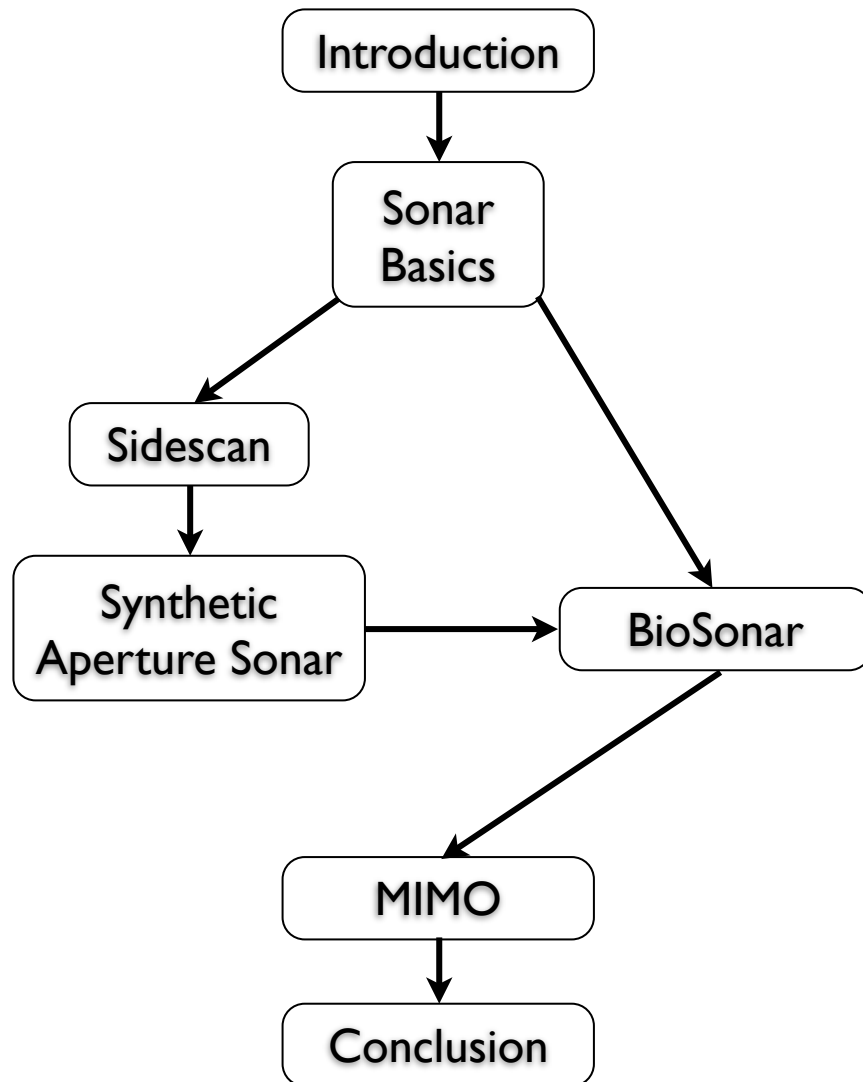 Introduction
Sonar
Basics
Sidescan
Synthetic
Aperture Sonar
BioSonar
MIMO
Conclusion